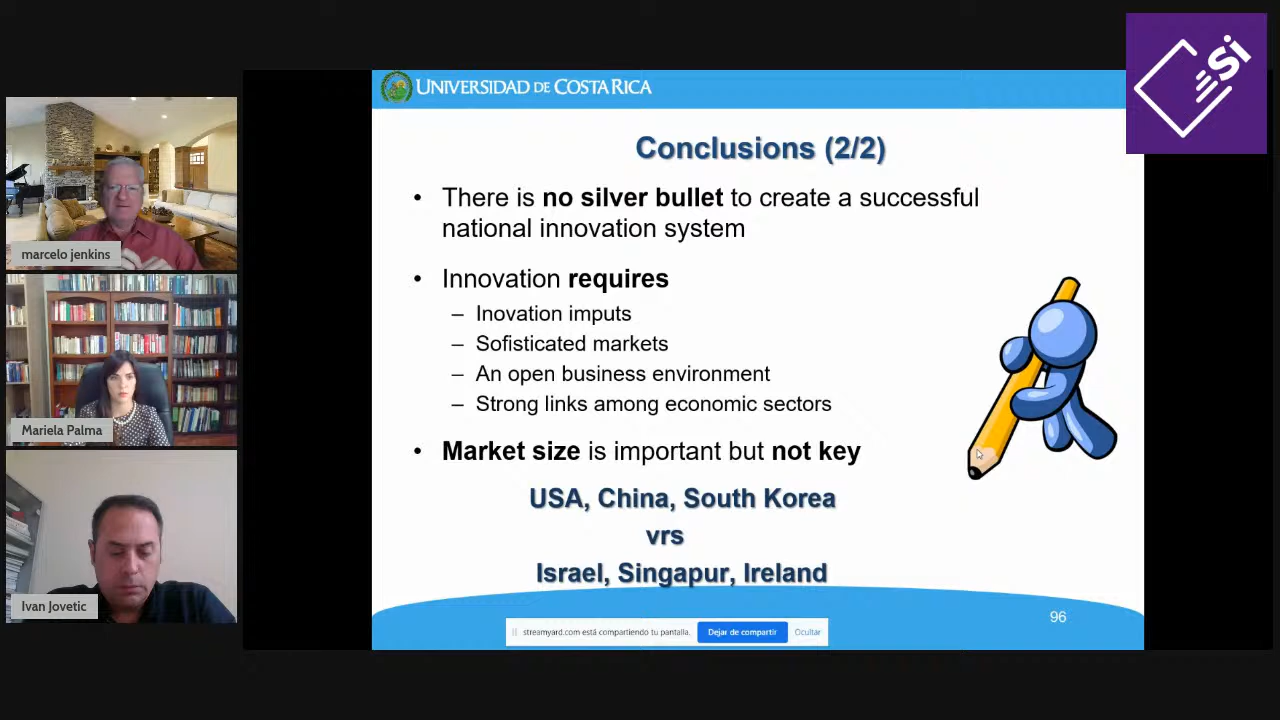 UNIVERSIDAD DE COSTA RICA
Si
Conclusions (2/2)
• There is no silver bullet to create a successful
national innovation system
• Innovation requires
– Inovation imputs
– Sofisticated markets
– An open business environment
– Strong links among economic sectors
• Market size is important but not key
USA, China, South Korea
vrs
Israel, Singapur, Ireland
96
streamyard.com está compartiendo tu pantalla. Dejar de compartir Ocultar
marcelo jenkins
Mariela Palma
Ivan Jovetic